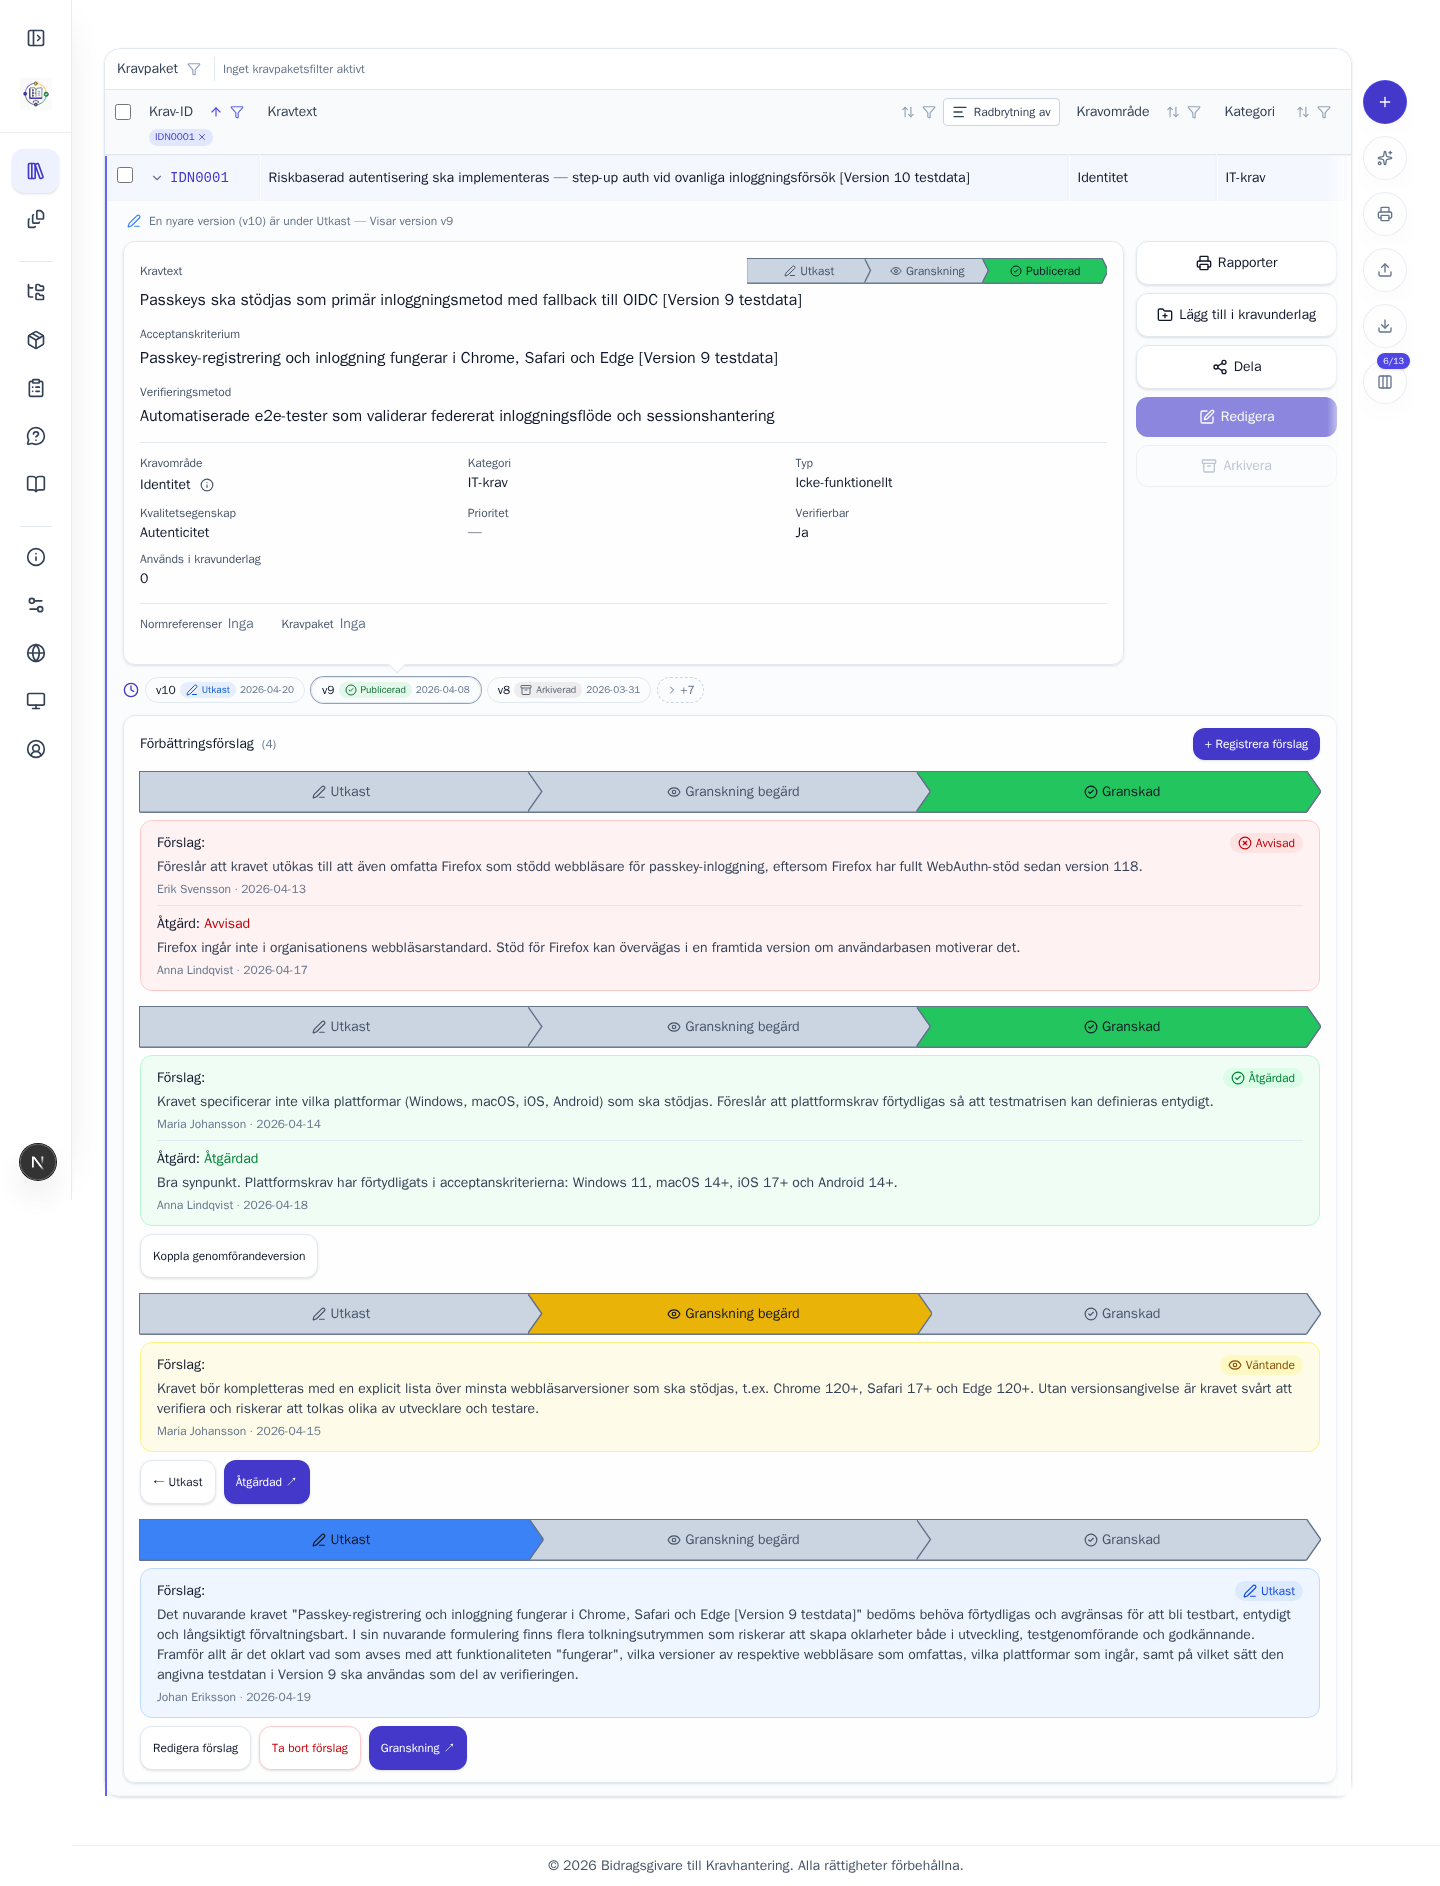 Kravpaket
Inget kravpaketsfilter aktivt
Krav-ID
Kravtext
Radbrytning av
Kravområde
Kategori
IDN0001 ×
IDN0001
Riskbaserad autentisering ska implementeras — step-up auth vid ovanliga inloggningsförsök [Version 10 testdata]
Identitet
IT-krav
En nyare version (v10) är under Utkast — Visar version v9
Kravtext
Utkast
Granskning
Publicerad
Passkeys ska stödjas som primär inloggningsmetod med fallback till OIDC [Version 9 testdata]
Acceptanskriterium
Passkey-registrering och inloggning fungerar i Chrome, Safari och Edge [Version 9 testdata]
Verifieringsmetod
Automatiserade e2e-tester som validerar federerat inloggningsflöde och sessionshantering
Kravområde
Kategori
Typ
Identitet
IT-krav
Icke-funktionellt
Kvalitetsegenskap
Prioritet
Verifierbar
Autenticitet
—
Ja
Används i kravunderlag
0
Normreferenser Inga
Kravpaket Inga
Rapporter
Lägg till i kravunderlag
Dela
Redigera
Arkivera
+
6/13
v10 Utkast 2026-04-20
v9 Publicerad 2026-04-08
v8 Arkiverad 2026-03-31
+7
Förbättringsförslag (4)
+ Registrera förslag
Utkast
Granskning begärd
Granskad
Förslag:
Avvisad
Föreslår att kravet utökas till att även omfatta Firefox som stödd webbläsare för passkey-inloggning, eftersom Firefox har fullt WebAuthn-stöd sedan version 118.
Erik Svensson · 2026-04-13
Åtgärd: Avvisad
Firefox ingår inte i organisationens webbläsarstandard. Stöd för Firefox kan övervägas i en framtida version om användarbasen motiverar det.
Anna Lindqvist · 2026-04-17
Utkast
Granskning begärd
Granskad
Förslag:
Åtgärdad
Kravet specificerar inte vilka plattformar (Windows, macOS, iOS, Android) som ska stödjas. Föreslår att plattformskrav förtydligas så att testmatrisen kan definieras entydigt.
Maria Johansson · 2026-04-14
Åtgärd: Åtgärdad
Bra synpunkt. Plattformskrav har förtydligats i acceptanskriterierna: Windows 11, macOS 14+, iOS 17+ och Android 14+.
Anna Lindqvist · 2026-04-18
Koppla genomförandeversion
Utkast
Granskning begärd
Granskad
Förslag:
Väntande
Kravet bör kompletteras med en explicit lista över minsta webbläsarversioner som ska stödjas, t.ex. Chrome 120+, Safari 17+ och Edge 120+. Utan versionsangivelse är kravet svårt att
verifiera och riskerar att tolkas olika av utvecklare och testare.
Maria Johansson · 2026-04-15
← Utkast
Åtgärdad ↗
Utkast
Granskning begärd
Granskad
Förslag:
Utkast
Det nuvarande kravet "Passkey-registrering och inloggning fungerar i Chrome, Safari och Edge [Version 9 testdata]" bedöms behöva förtydligas och avgränsas för att bli testbart, entydigt
och långsiktigt förvaltningsbart. I sin nuvarande formulering finns flera tolkningsutrymmen som riskerar att skapa oklarheter både i utveckling, testgenomförande och godkännande.
Framför allt är det oklart vad som avses med att funktionaliteten "fungerar", vilka versioner av respektive webbläsare som omfattas, vilka plattformar som ingår, samt på vilket sätt den
angivna testdatan i Version 9 ska användas som del av verifieringen.
Johan Eriksson · 2026-04-19
Redigera förslag
Ta bort förslag
Granskning ↗
N
© 2026 Bidragsgivare till Kravhantering. Alla rättigheter förbehållna.